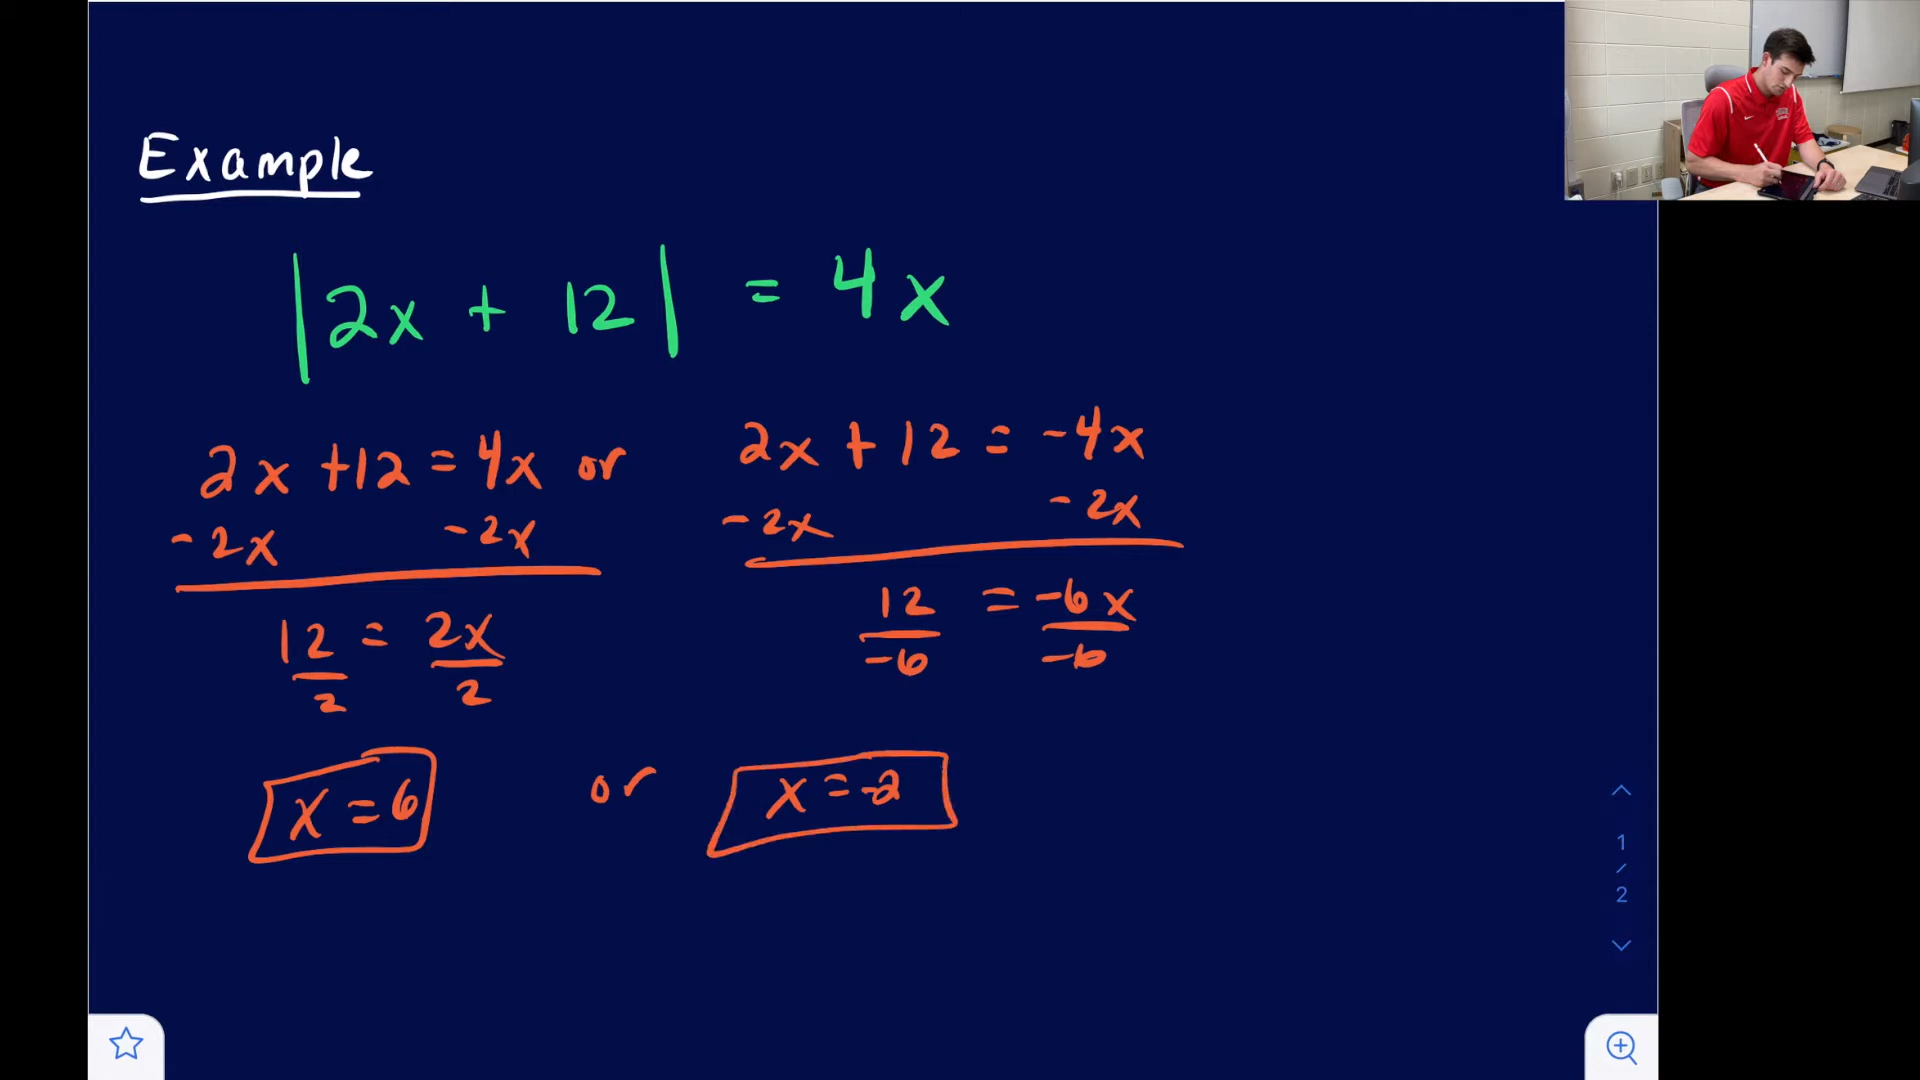 Example
|2x + 12| = 4x
2x +12 = 4x or 2x + 12 = -4x
-2x -2x -2x -2x
12 = 2x 12 = -6x
2 2 -6 -6
x = 6 or x = -2
1
/
2